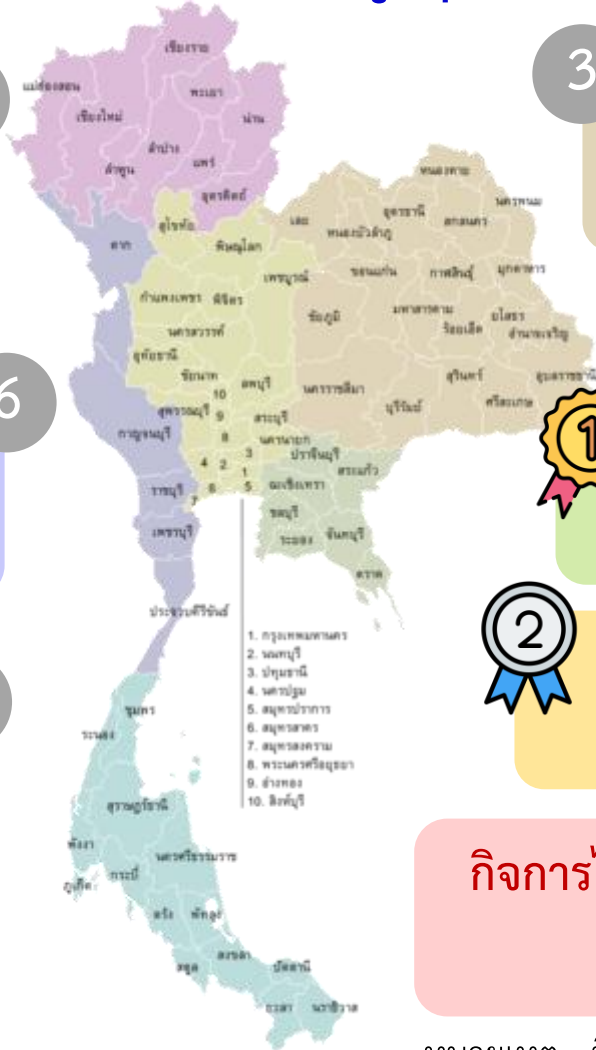 3
เชียงราย
แม่ฮ่องสอน
พะเยา
เชียงใหม่
น่าน
ลำปาง
แพร่
ลำพูน
อุตรดิตถ์
หนองคาย
นครพนม
สุโขทัย
เลย
อุดรธานี
สกลนคร
ตาก
พิษณุโลก
หนองบัวลำภู
เพชรบูรณ์
ขอนแก่น
กาฬสินธุ์
มุกดาหาร
กำแพงเพชร
พิจิตร
ชัยภูมิ
มหาสารคาม
ยโสธร
นครสวรรค์
ร้อยเอ็ด
อำนาจเจริญ
อุทัยธานี
ชัยนาท
ลพบุรี
นครราชสีมา
สุรินทร์
อุบลราชธานี
6
10
สุพรรณบุรี
9
สระบุรี
บุรีรัมย์
ศรีสะเกษ
กาญจนบุรี
8
นครนายก
1
3
ปราจีนบุรี
4
2
1
สระแก้ว
ราชบุรี
7
6
5
ฉะเชิงเทรา
ชลบุรี
เพชรบุรี
ระยอง
จันทบุรี
ตราด
ประจวบคีรีขันธ์
2
1. กรุงเทพมหานคร
2. นนทบุรี
3. ปทุมธานี
4. นครปฐม
5. สมุทรปราการ
6. สมุทรสาคร
7. สมุทรสงคราม
8. พระนครศรีอยุธยา
9. อ่างทอง
10. สิงห์บุรี
ชุมพร
ระนอง
สุราษฎร์ธานี
พังงา
นครศรีธรรมราช
กระบี่
ภูเก็ต
กิจการ
ตรัง
พัทลุง
สงขลา
สตูล
ปัตตานี
ยะลา
นราธิวาส